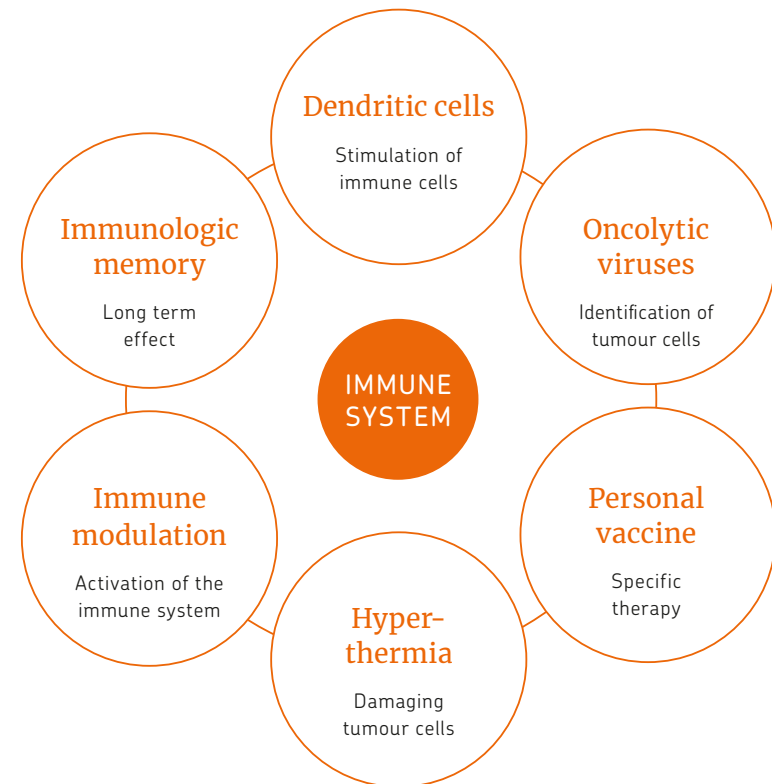 Dendritic cells
Stimulation of
immune cells
Oncolytic
viruses
Identification of
tumour cells
Personal
vaccine
Specific
therapy
Hyper-
thermia
Damaging
tumour cells
Immune
modulation
Activation of the
immune system
Immunologic
memory
Long term
effect
IMMUNE
SYSTEM